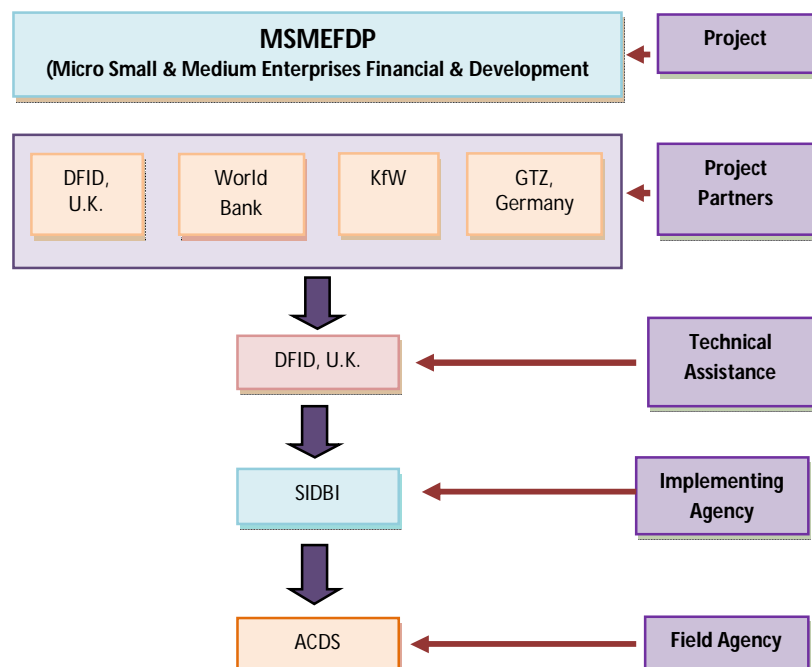 MSMEFDP
(Micro Small & Medium Enterprises Financial & Development
Project
DFID,
U.K.
World
Bank
KfW
GTZ,
Germany
Project
Partners
DFID, U.K.
Technical
Assistance
SIDBI
Implementing
Agency
ACDS
Field Agency